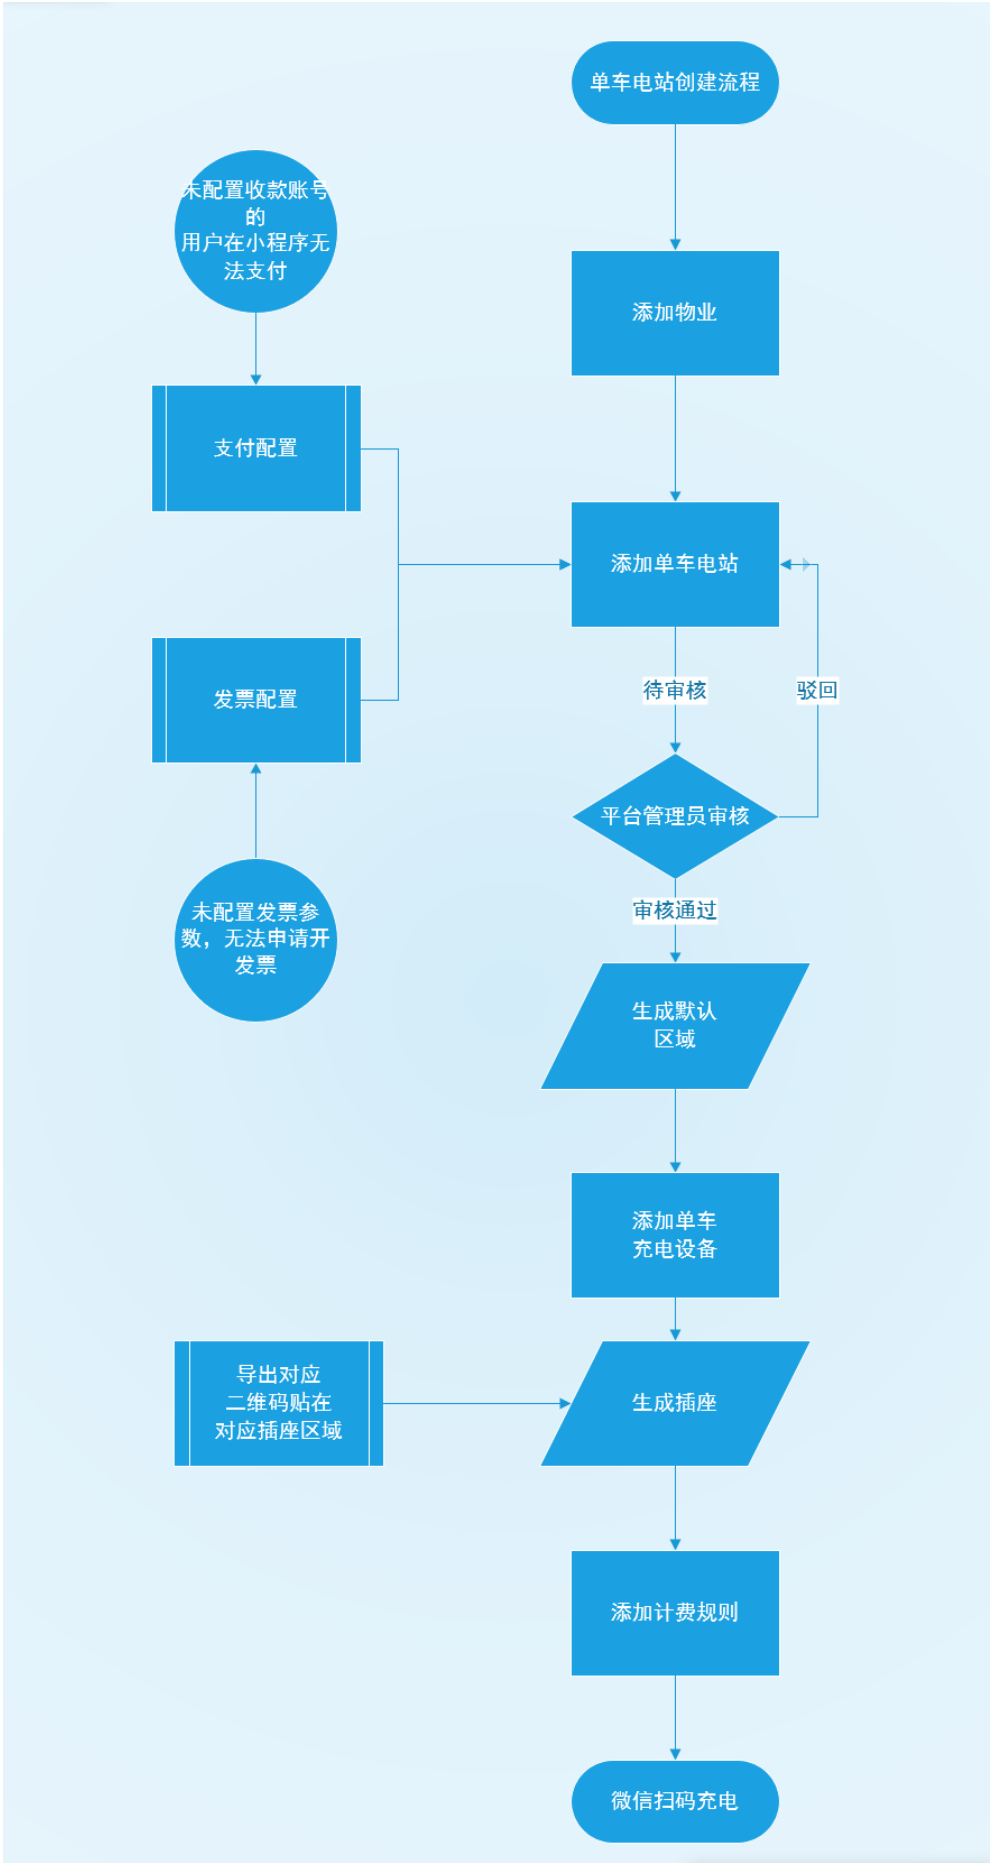 单车电站创建流程
未配置收款账号
的
用户在小程序无
法支付
添加物业
支付配置
添加单车电站
待审核
驳回
发票配置
平台管理员审核
审核通过
未配置发票参
数，无法申请开
发票
生成默认
区域
添加单车
充电设备
导出对应
二维码贴在
对应插座区域
生成插座
添加计费规则
微信扫码充电